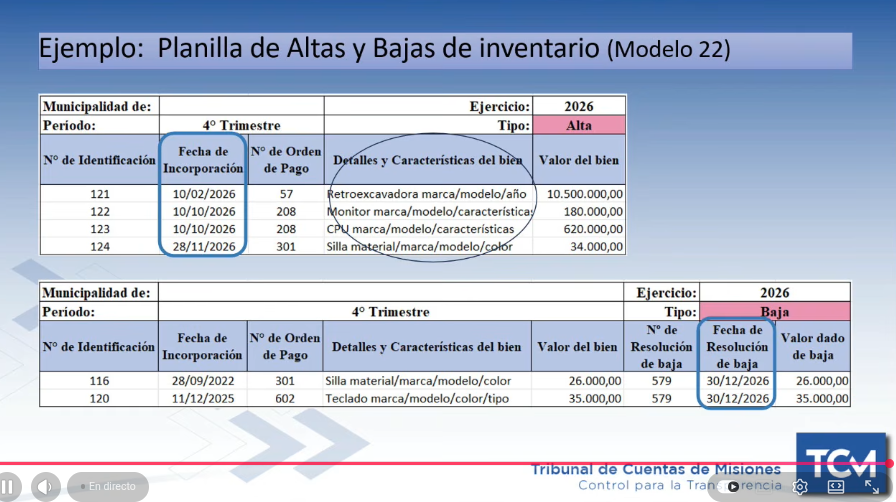 Ejemplo: Planilla de Altas y Bajas de inventario (Modelo 22)
Municipalidad de: Ejercicio: 2026
Período: 4° Trimestre Tipo: Alta
N° de Identificación Fecha de Incorporación N° de Orden de Pago Detalles y Características del bien Valor del bien
121 10/02/2026 57 Retroexcavadora marca/modelo/año 10.500.000,00
122 10/10/2026 208 Monitor marca/modelo/características 180.000,00
123 10/10/2026 208 CPU marca/modelo/características 620.000,00
124 28/11/2026 301 Silla material/marca/modelo/color 34.000,00
Municipalidad de: Ejercicio: 2026
Período: 4° Trimestre Tipo: Baja
N° de Identificación Fecha de Incorporación N° de Orden de Pago Detalles y Características del bien Valor del bien N° de Resolución de baja Fecha de Resolución de baja Valor dado de baja
116 28/09/2022 301 Silla material/marca/modelo/color 26.000,00 579 30/12/2026 26.000,00
120 11/12/2025 602 Teclado marca/modelo/color/tipo 35.000,00 579 30/12/2026 35.000,00
Tribunal de Cuentas de Misiones
Control para la Transparencia
TCM
En directo